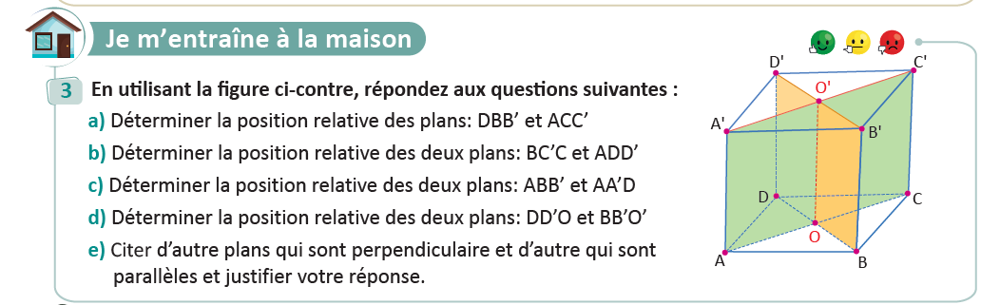 Je m’entraîne à la maison
3 En utilisant la figure ci-contre, répondez aux questions suivantes :
a) Déterminer la position relative des plans: DBB’ et ACC’
b) Déterminer la position relative des deux plans: BC’C et ADD’
c) Déterminer la position relative des deux plans: ABB’ et AA’D
d) Déterminer la position relative des deux plans: DD’O et BB’O’
e) Citer d’autre plans qui sont perpendiculaire et d’autre qui sont
parallèles et justifier votre réponse.
D'
C'
O'
A'
B'
D
C
O
A
B